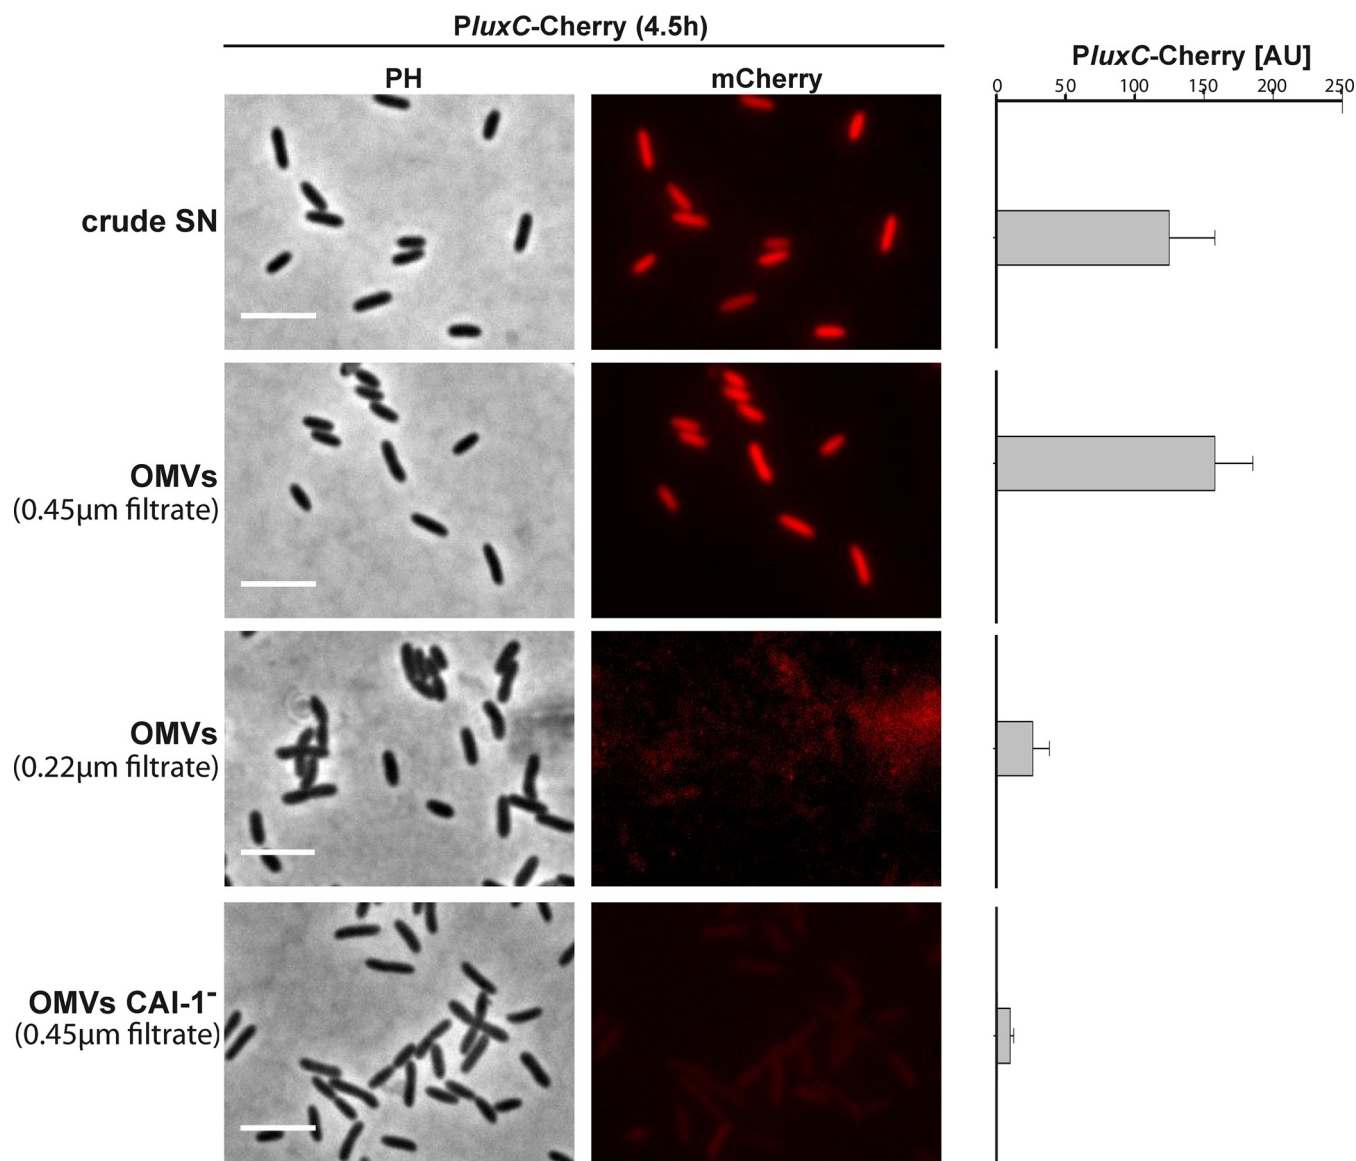 PluxC-Cherry (4.5h)
PH
mCherry
PluxC-Cherry [AU]
0 50 100 150 200 250
crude SN
OMVs
(0.45µm filtrate)
OMVs
(0.22µm filtrate)
OMVs CAI-1⁻
(0.45µm filtrate)